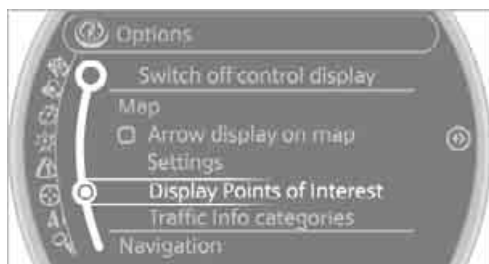 Options
Switch off control display
Map
Arrow display on map
Settings
Display Points of Interest
Traffic Info categories
Navigation